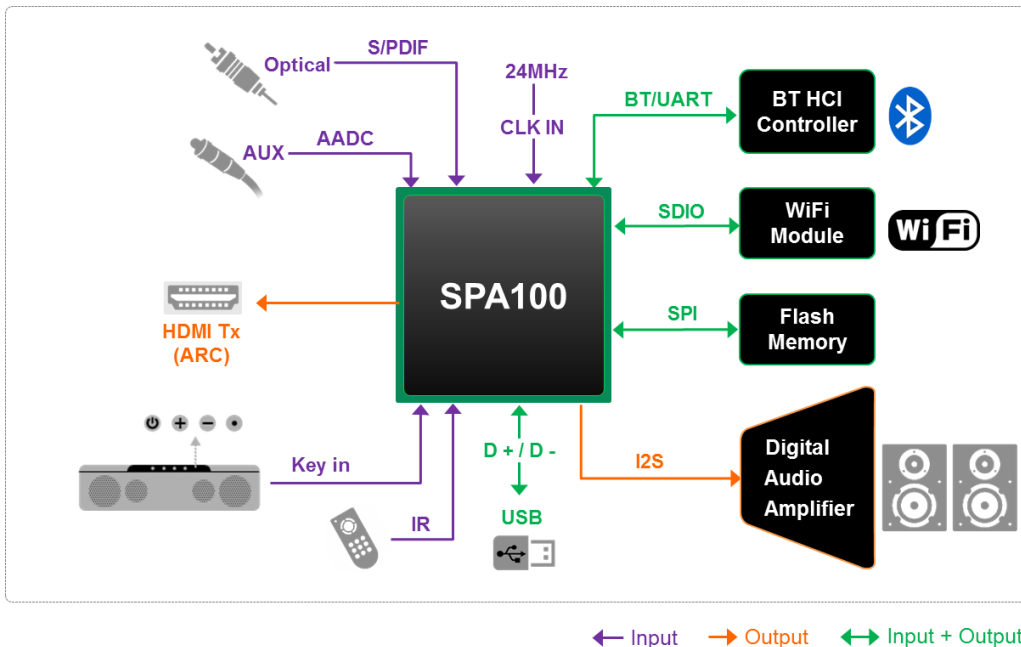 S/PDIF
Optical
24MHz
CLK IN
AADC
AUX
BT/UART
BT HCI
Controller
SDIO
WiFi
Module
Wi Fi
SPA100
HDMI Tx
(ARC)
SPI
Flash
Memory
Key in
IR
D + / D -
USB
I2S
Digital
Audio
Amplifier
Input
Output
Input + Output